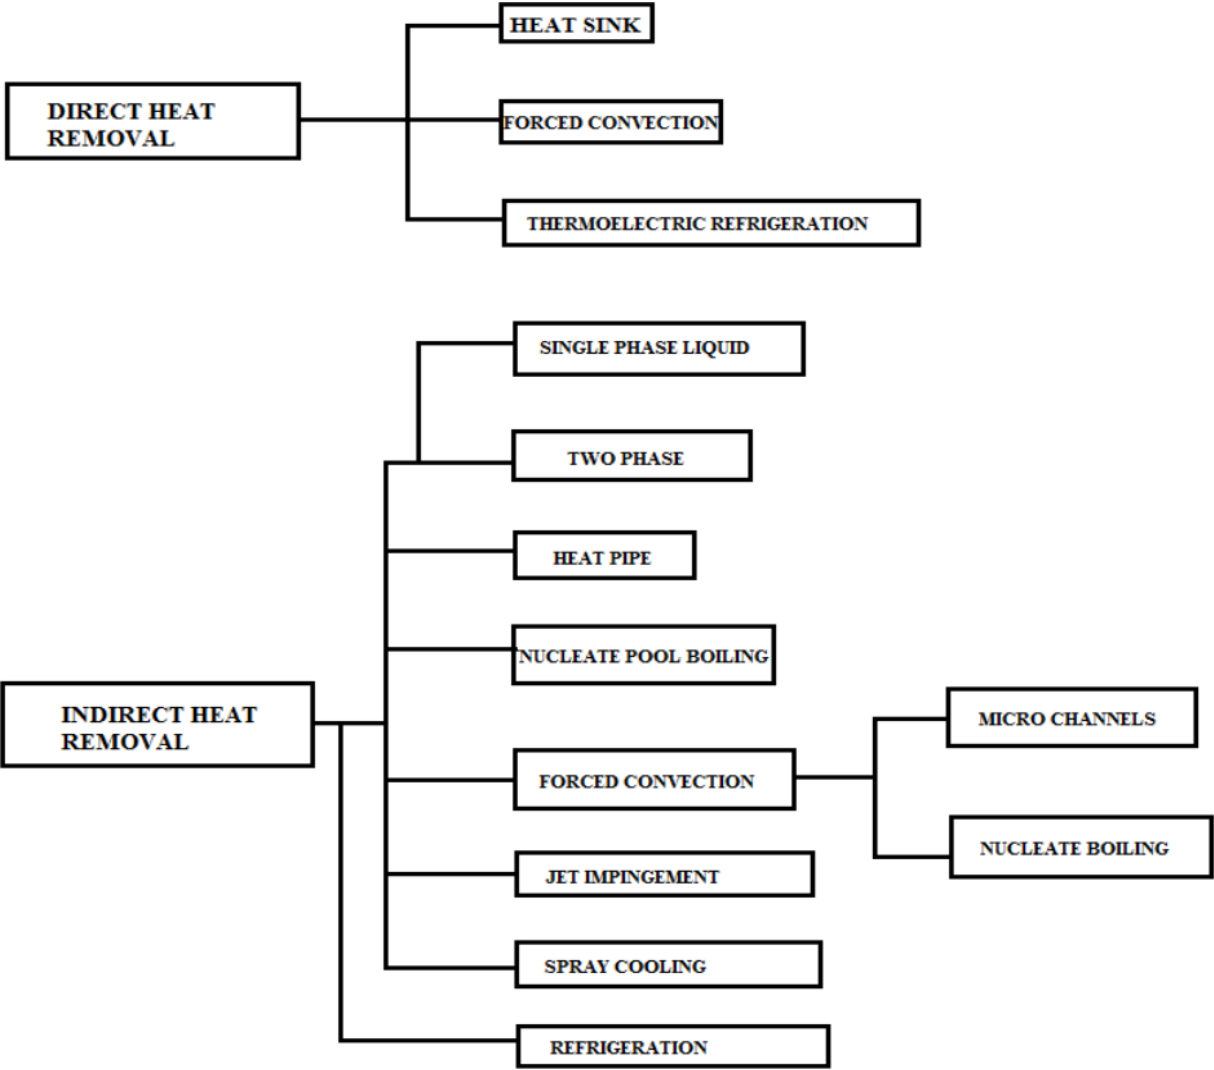 HEAT SINK
DIRECT HEAT
REMOVAL
FORCED CONVECTION
THERMOELECTRIC REFRIGERATION
SINGLE PHASE LIQUID
TWO PHASE
HEAT PIPE
NUCLEATE POOL BOILING
INDIRECT HEAT
REMOVAL
FORCED CONVECTION
MICRO CHANNELS
NUCLEATE BOILING
JET IMPINGEMENT
SPRAY COOLING
REFRIGERATION